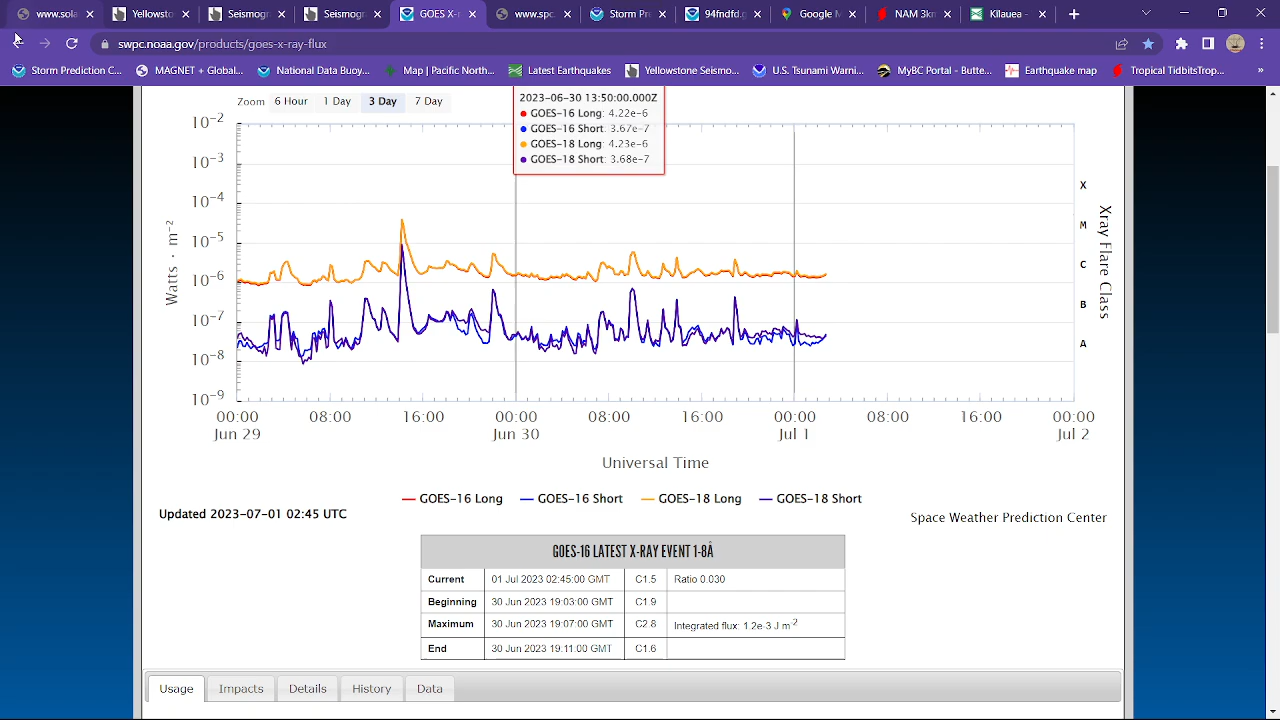 www.sola
Yellowsto
Seismogr
Seismogr
GOES X-r
www.spc.
Storm Pre
94fndfd.g
Google M
NAM 3km
Kilauea -
swpc.noaa.gov/products/goes-x-ray-flux
Storm Prediction C...
MAGNET + Global...
National Data Buoy...
Map | Pacific North...
Latest Earthquakes
Yellowstone Seismo...
U.S. Tsunami Warni...
MyBC Portal - Butte...
Earthquake map
Tropical TidbitsTrop...
»
Zoom 6 Hour 1 Day 3 Day 7 Day
2023-06-30 13:50:00.000Z
GOES-16 Long: 4.22e-6
GOES-16 Short: 3.67e-7
GOES-18 Long: 4.23e-6
GOES-18 Short: 3.68e-7
10-2
10-3
10-4
10-5
10-6
10-7
10-8
10-9
Watts · m-2
X
M
C
B
A
Xray Flare Class
00:00 08:00 16:00 00:00 08:00 16:00 00:00 08:00 16:00 00:00
Jun 29 Jun 30 Jul 1 Jul 2
Universal Time
GOES-16 Long GOES-16 Short GOES-18 Long GOES-18 Short
Updated 2023-07-01 02:45 UTC
Space Weather Prediction Center
GOES-16 LATEST X-RAY EVENT 1-8Å
Current 01 Jul 2023 02:45:00 GMT C1.5 Ratio 0.030
Beginning 30 Jun 2023 19:03:00 GMT C1.9
Maximum 30 Jun 2023 19:07:00 GMT C2.8 Integrated flux: 1.2e-3 J m 2
End 30 Jun 2023 19:11:00 GMT C1.6
Usage Impacts Details History Data